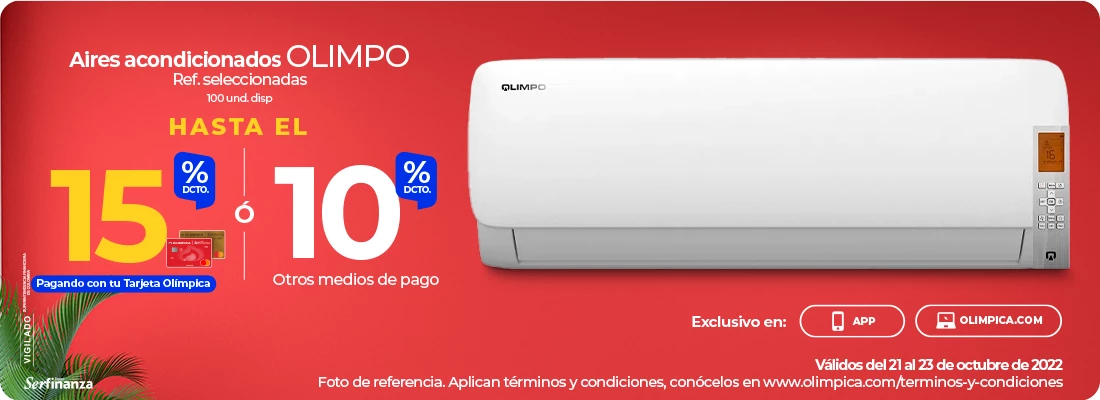 Aires acondicionados OLIMPO
Ref. seleccionadas
100 und. disp
HASTA EL
15 % DCTO.
Pagando con tu Tarjeta Olímpica
ó
10 % DCTO.
Otros medios de pago
OLIMPO
Exclusivo en: APP OLIMPICA.COM
Válidos del 21 al 23 de octubre de 2022
Foto de referencia. Aplican términos y condiciones, conócelos en www.olimpica.com/terminos-y-condiciones
VIGILADO
Serfinanza